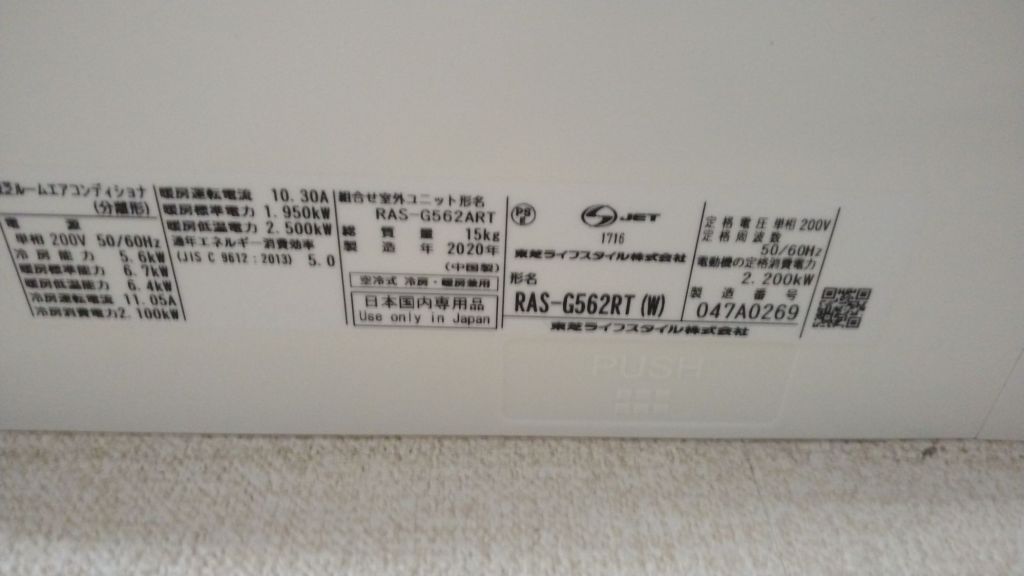 ルームエアコンディショナ
(分離形)
電源
単相 200V 50/60Hz
冷房能力 5.6kW
暖房標準能力 6.7kW
暖房低温能力 6.4kW
冷房運転電流 11.05A
冷房消費電力 2.100kW
暖房運転電流 10.30A
暖房標準電力 1.950kW
暖房低温電力 2.500kW
通年エネルギー消費効率
(JIS C 9612:2013) 5.0
組合せ室外ユニット形名
RAS-G562ART
総質量 15kg
製造年 2020年
(中国製)
空冷式 冷房・暖房兼用
日本国内専用品
Use only in Japan
PS
E
JET
1716
東芝ライフスタイル株式会社
形名
RAS-G562RT(W)
定格電圧 単相200V
定格周波数
50/60Hz
電動機の定格消費電力
2.200kW
製造番号
047A0269
東芝ライフスタイル株式会社
PUSH